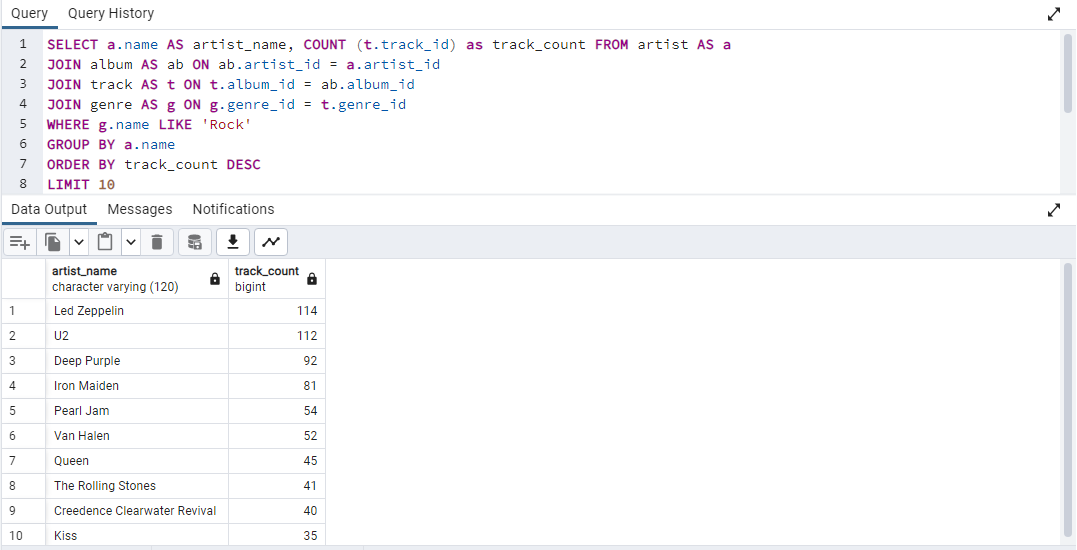 Query Query History
1 SELECT a.name AS artist_name, COUNT (t.track_id) as track_count FROM artist AS a
2 JOIN album AS ab ON ab.artist_id = a.artist_id
3 JOIN track AS t ON t.album_id = ab.album_id
4 JOIN genre AS g ON g.genre_id = t.genre_id
5 WHERE g.name LIKE 'Rock'
6 GROUP BY a.name
7 ORDER BY track_count DESC
8 LIMIT 10
Data Output Messages Notifications
artist_name track_count
character varying (120) bigint
1 Led Zeppelin 114
2 U2 112
3 Deep Purple 92
4 Iron Maiden 81
5 Pearl Jam 54
6 Van Halen 52
7 Queen 45
8 The Rolling Stones 41
9 Creedence Clearwater Revival 40
10 Kiss 35